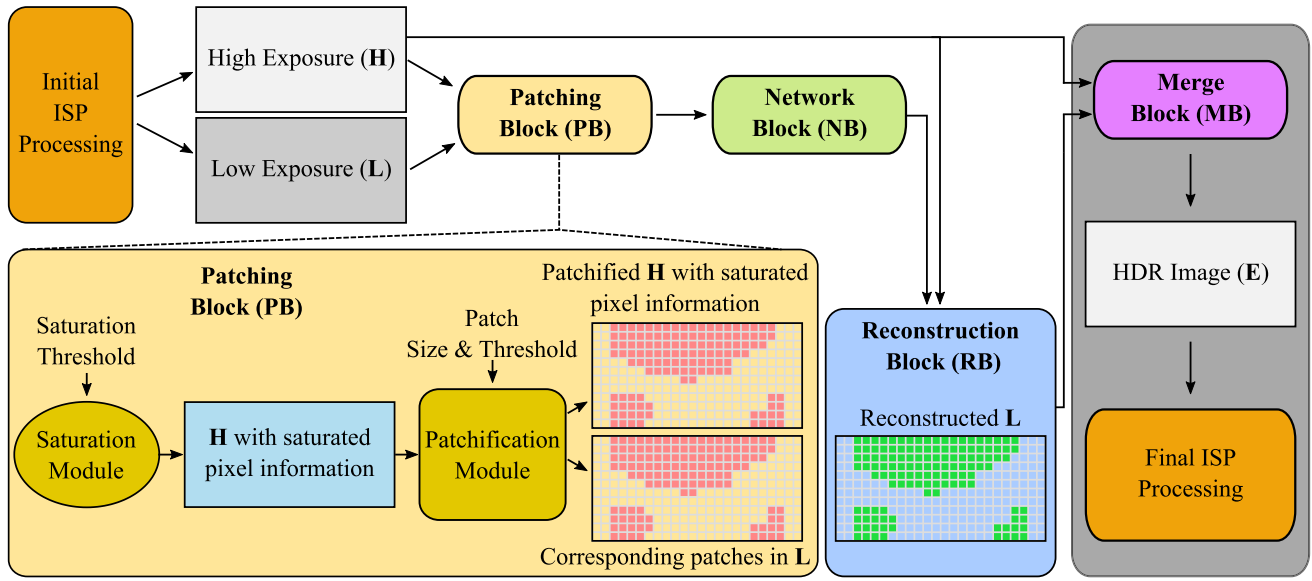 Initial
ISP
Processing
High Exposure (H)
Low Exposure (L)
Patching
Block (PB)
Network
Block (NB)
Merge
Block (MB)
HDR Image (E)
Final ISP
Processing
Patching
Block (PB)
Saturation
Threshold
Saturation
Module
H with saturated
pixel information
Patch
Size & Threshold
Patchification
Module
Patchified H with saturated
pixel information
Corresponding patches in L
Reconstruction
Block (RB)
Reconstructed L